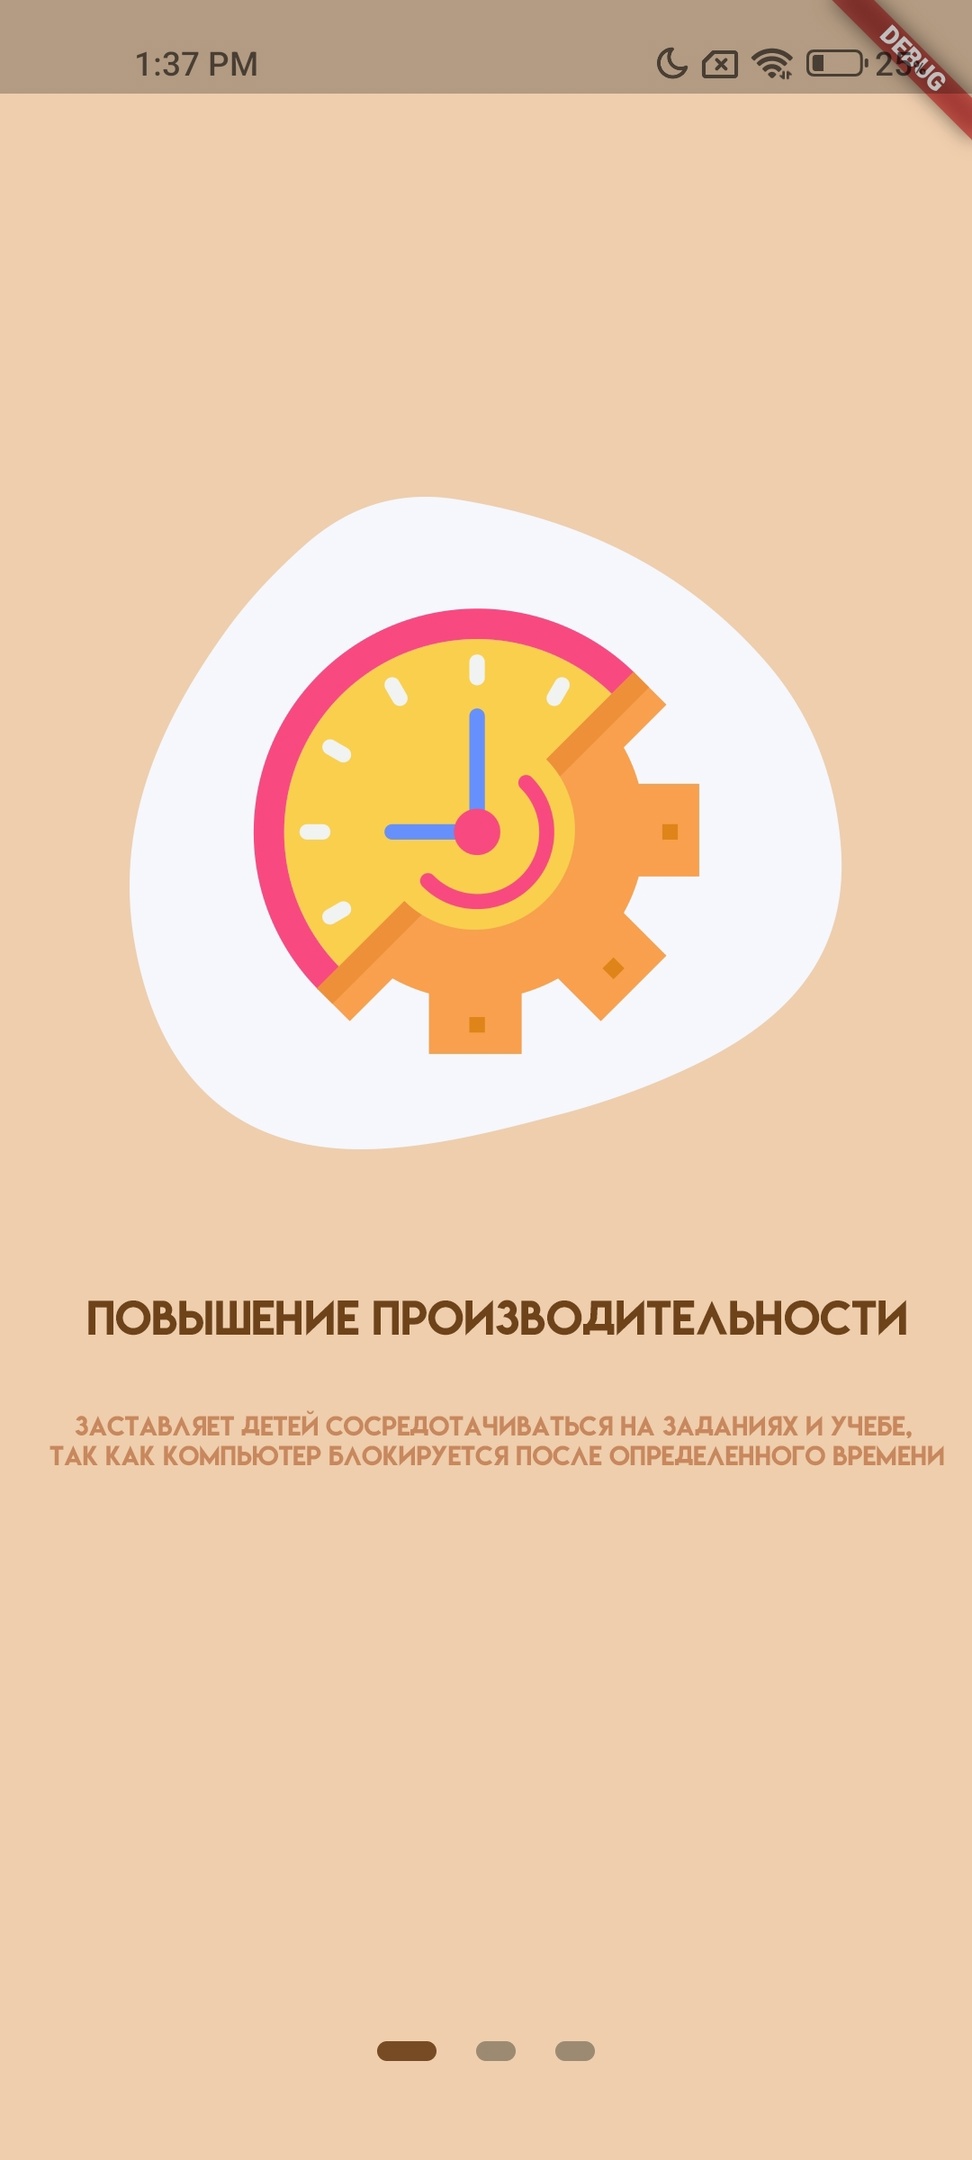 1:37 PM
DEBUG
ПОВЫШЕНИЕ ПРОИЗВОДИТЕЛЬНОСТИ
ЗАСТАВЛЯЕТ ДЕТЕЙ СОСРЕДОТАЧИВАТЬСЯ НА ЗАДАНИЯХ И УЧЕБЕ,
ТАК КАК КОМПЬЮТЕР БЛОКИРУЕТСЯ ПОСЛЕ ОПРЕДЕЛЕННОГО ВРЕМЕНИ